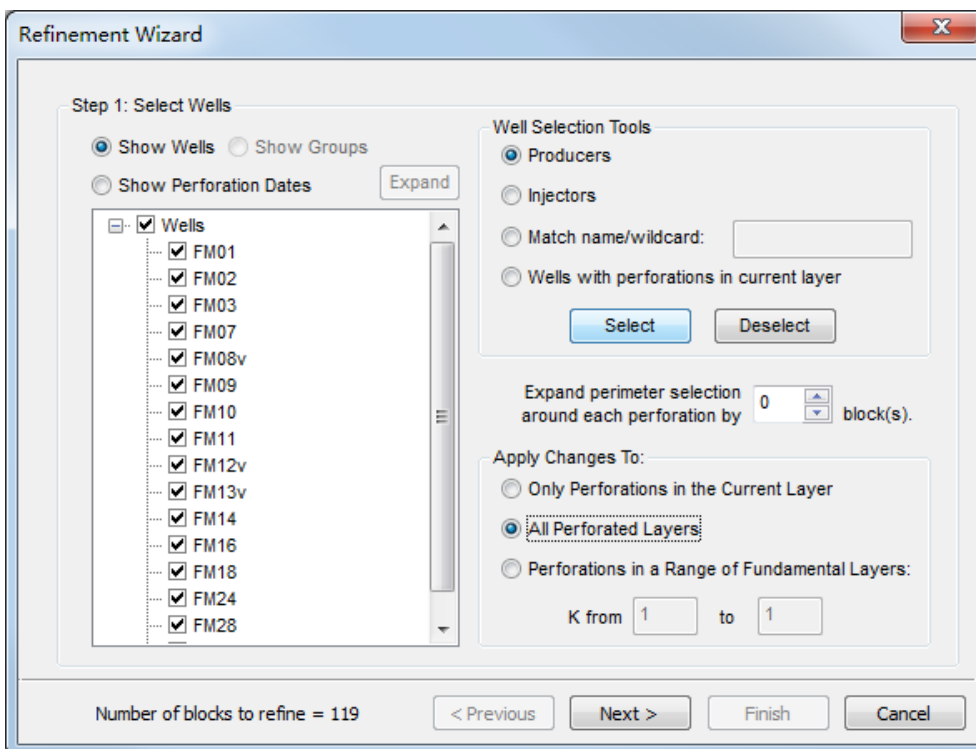 Refinement Wizard
Step 1: Select Wells
Show Wells
Show Groups
Show Perforation Dates
Expand
Wells
FM01
FM02
FM03
FM07
FM08v
FM09
FM10
FM11
FM12v
FM13v
FM14
FM16
FM18
FM24
FM28
Well Selection Tools
Producers
Injectors
Match name/wildcard:
Wells with perforations in current layer
Select
Deselect
Expand perimeter selection
around each perforation by 0 block(s).
Apply Changes To:
Only Perforations in the Current Layer
All Perforated Layers
Perforations in a Range of Fundamental Layers:
K from 1 to 1
Number of blocks to refine = 119
< Previous
Next >
Finish
Cancel